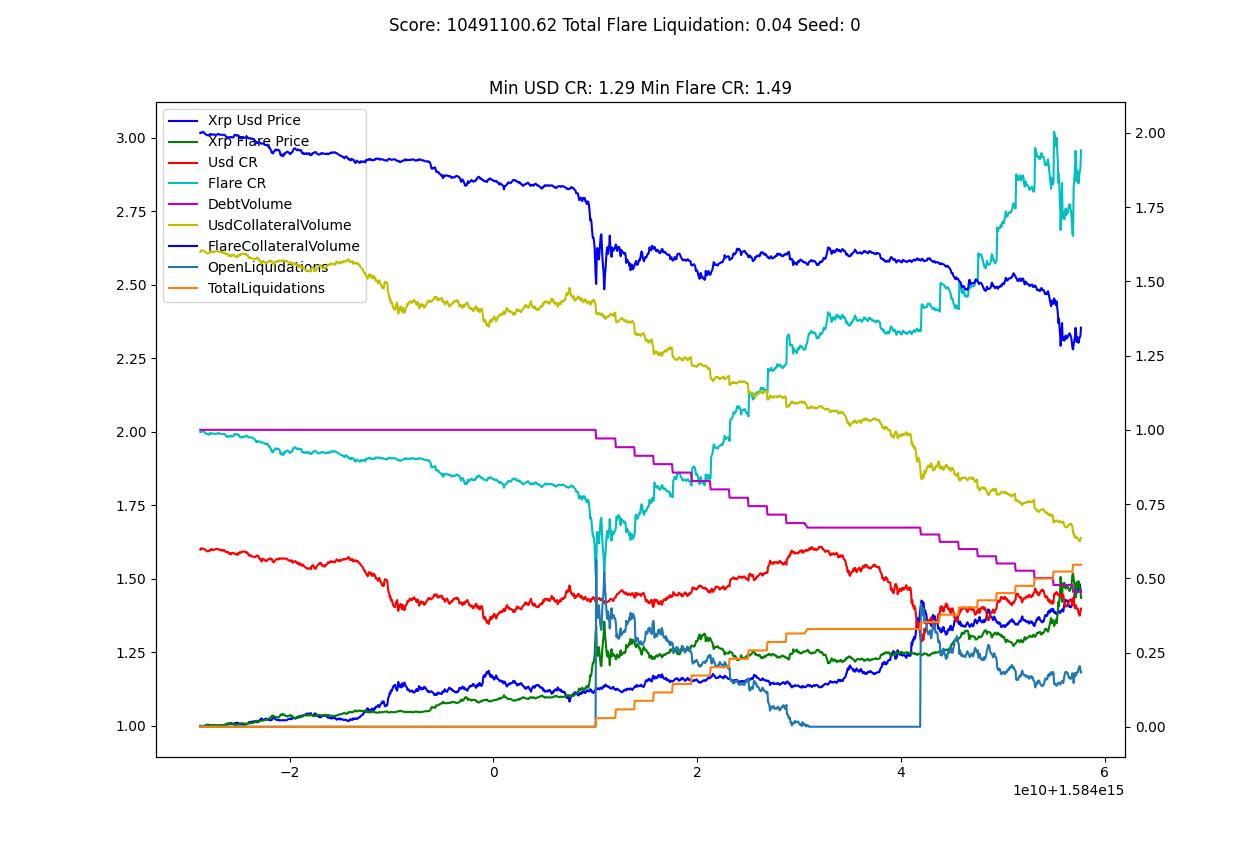 Score: 10491100.62 Total Flare Liquidation: 0.04 Seed: 0
Min USD CR: 1.29 Min Flare CR: 1.49
Xrp Usd Price
Xrp Flare Price
Usd CR
Flare CR
DebtVolume
UsdCollateralVolume
FlareCollateralVolume
OpenLiquidations
TotalLiquidations
3.00
2.75
2.50
2.25
2.00
1.75
1.50
1.25
1.00
2.00
1.75
1.50
1.25
1.00
0.75
0.50
0.25
0.00
−2
0
2
4
6
1e10+1.584e15